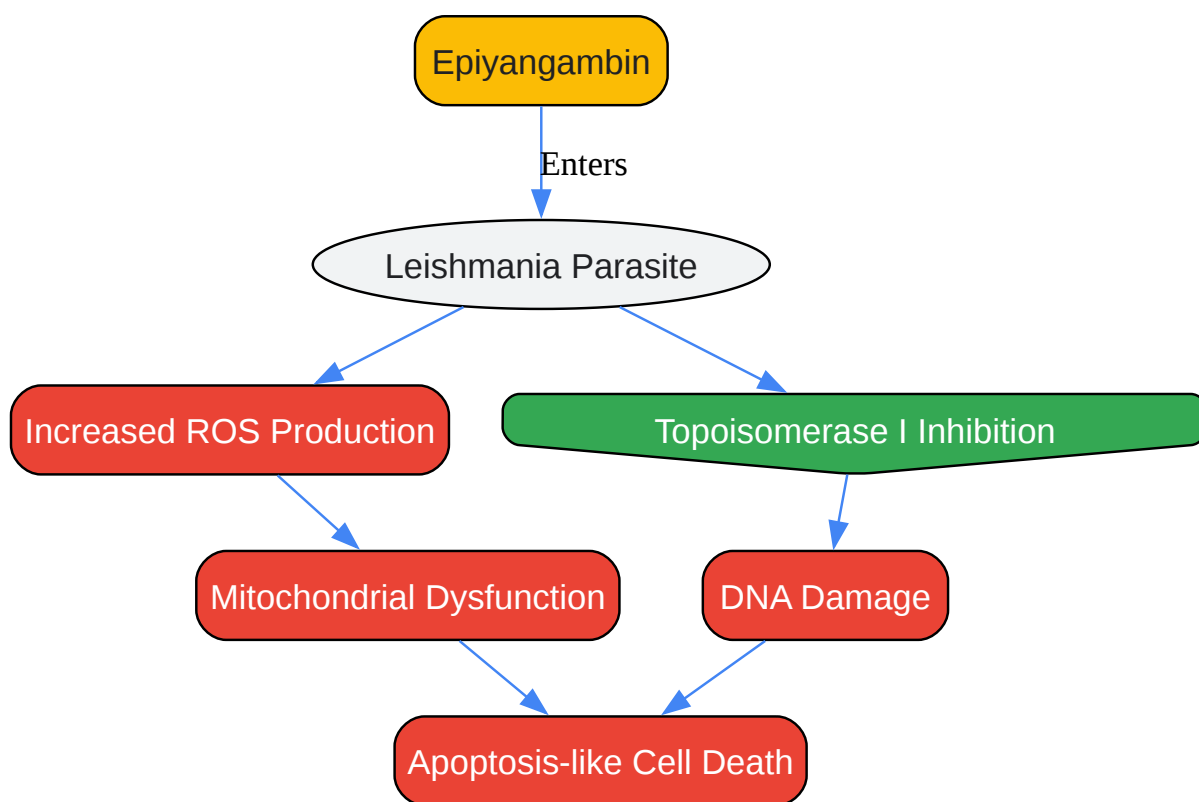 Epiyangambin
Enters
Leishmania Parasite
Increased ROS Production
Topoisomerase I Inhibition
Mitochondrial Dysfunction
DNA Damage
Apoptosis-like Cell Death